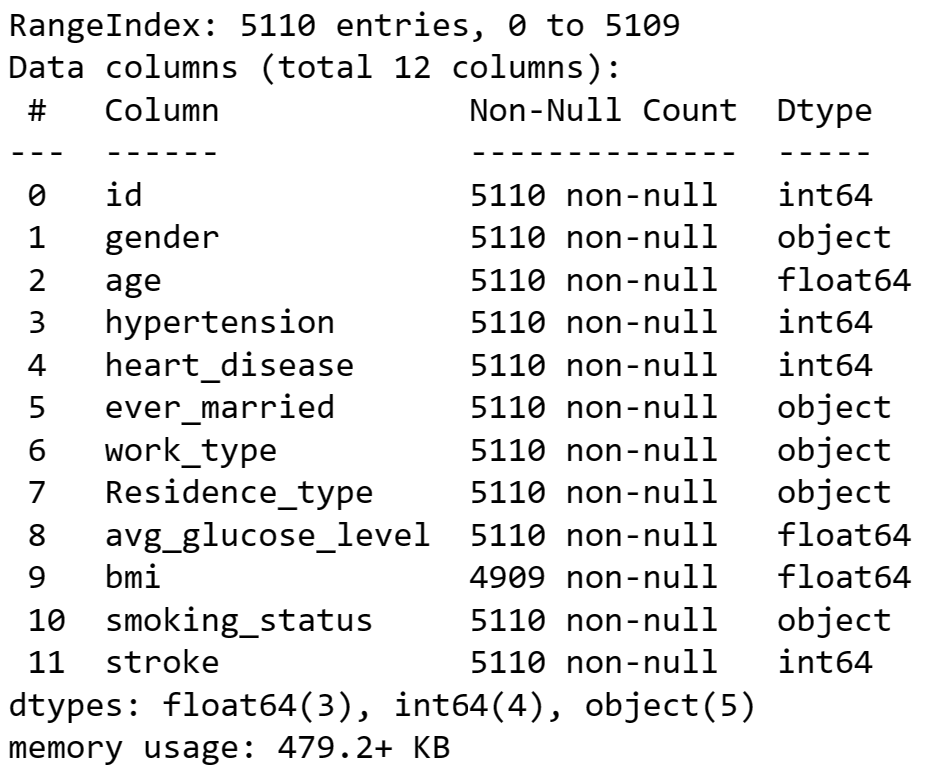 RangeIndex: 5110 entries, 0 to 5109
Data columns (total 12 columns):
 #   Column             Non-Null Count  Dtype
---  ------             --------------  -----
 0   id                 5110 non-null   int64
 1   gender             5110 non-null   object
 2   age                5110 non-null   float64
 3   hypertension       5110 non-null   int64
 4   heart_disease      5110 non-null   int64
 5   ever_married       5110 non-null   object
 6   work_type          5110 non-null   object
 7   Residence_type     5110 non-null   object
 8   avg_glucose_level  5110 non-null   float64
 9   bmi                4909 non-null   float64
 10  smoking_status     5110 non-null   object
 11  stroke             5110 non-null   int64
dtypes: float64(3), int64(4), object(5)
memory usage: 479.2+ KB